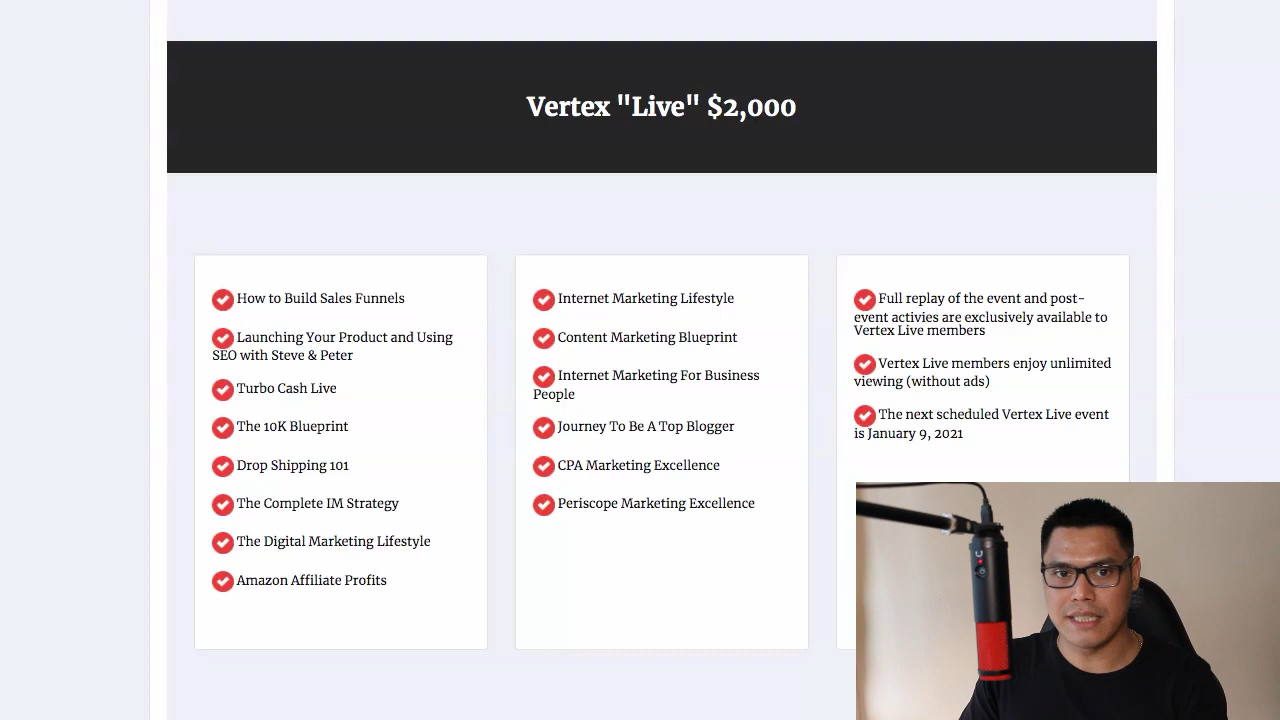 Vertex "Live" $2,000
How to Build Sales Funnels
Launching Your Product and Using
SEO with Steve & Peter
Turbo Cash Live
The 10K Blueprint
Drop Shipping 101
The Complete IM Strategy
The Digital Marketing Lifestyle
Amazon Affiliate Profits
Internet Marketing Lifestyle
Content Marketing Blueprint
Internet Marketing For Business
People
Journey To Be A Top Blogger
CPA Marketing Excellence
Periscope Marketing Excellence
Full replay of the event and post-
event activies are exclusively available to
Vertex Live members
Vertex Live members enjoy unlimited
viewing (without ads)
The next scheduled Vertex Live event
is January 9, 2021